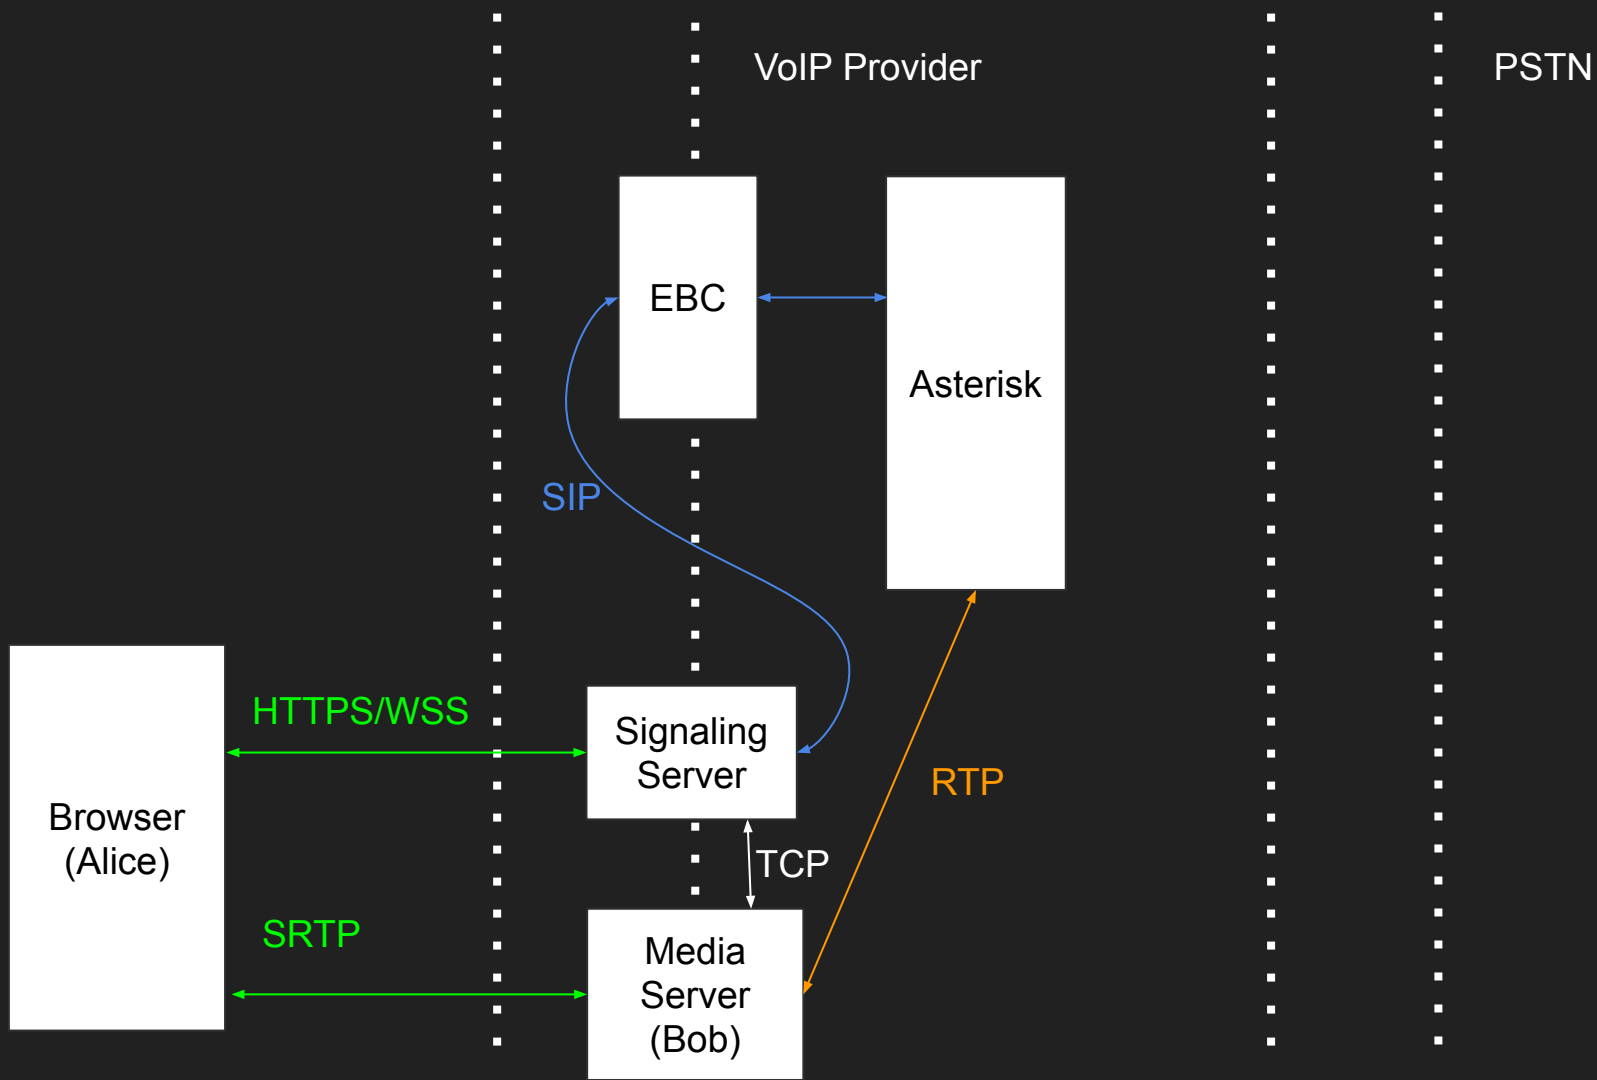 VoIP Provider
PSTN
EBC
Asterisk
SIP
HTTPS/WSS
Signaling
Server
RTP
Browser
(Alice)
TCP
SRTP
Media
Server
(Bob)